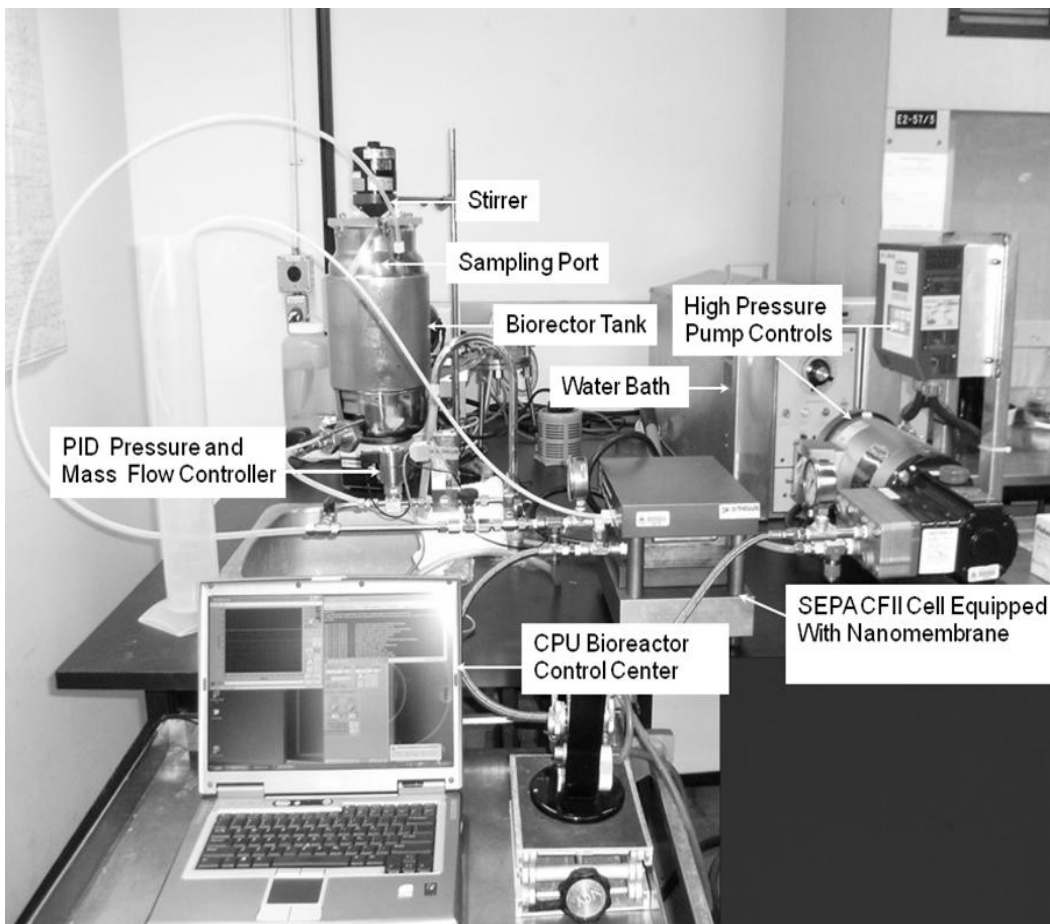 E2-57/3
Stirrer
Sampling Port
Biorector Tank
High Pressure
Pump Controls
Water Bath
PID Pressure and
Mass Flow Controller
SEPA CFII Cell Equipped
With Nanomembrane
CPU Bioreactor
Control Center